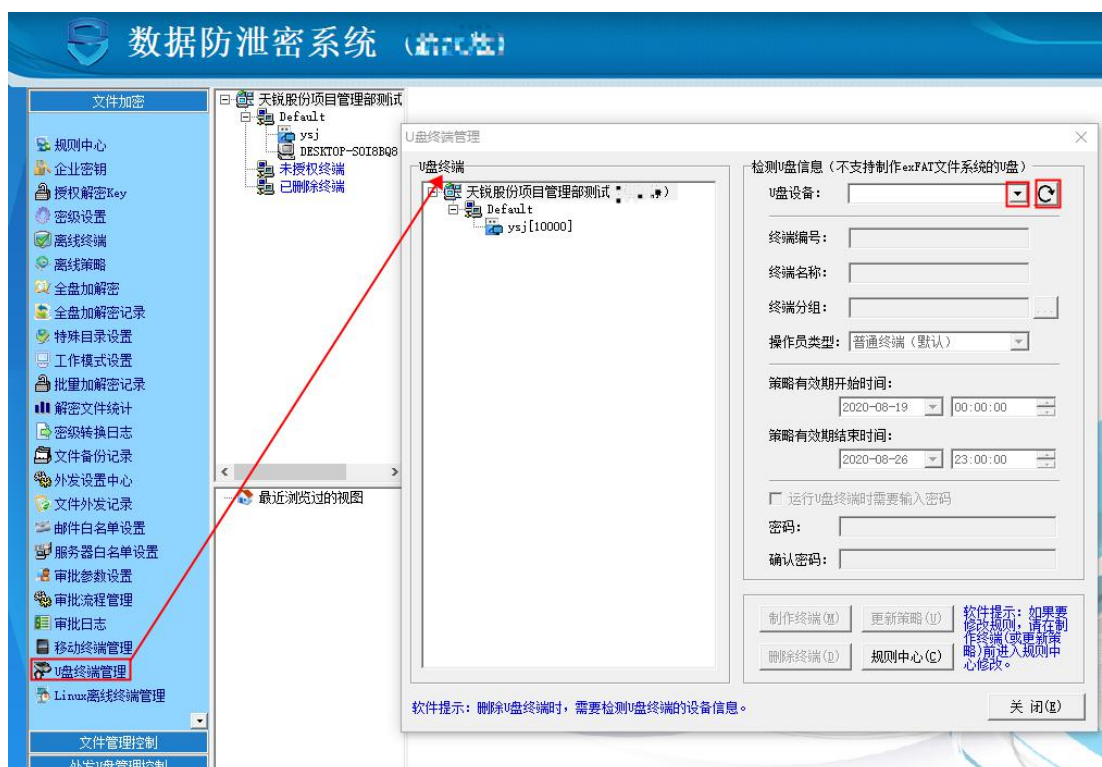 数据防泄密系统
文件加密
规则中心
企业密钥
授权解密Key
密级设置
离线终端
离线策略
全盘加解密
全盘加解密记录
特殊目录设置
工作模式设置
批量加解密记录
解密文件统计
密级转换日志
文件备份记录
外发设置中心
文件外发记录
邮件白名单设置
服务器白名单设置
审批参数设置
审批流程管理
审批日志
移动终端管理
U盘终端管理
Linux离线终端管理
文件管理控制
外发U盘管理控制
天锐股份项目管理部测试
Default
ysj
DESKTOP-SOI8BQ8
未授权终端
已删除终端
最近浏览过的视图
U盘终端管理
U盘终端
天锐股份项目管理部测试
Default
ysj[10000]
检测U盘信息（不支持制作exFAT文件系统的U盘）
U盘设备：
终端编号：
终端名称：
终端分组：
...
操作员类型：普通终端（默认）
策略有效期开始时间：
2020-08-19 00:00:00
策略有效期结束时间：
2020-08-26 23:00:00
运行U盘终端时需要输入密码
密码：
确认密码：
制作终端(M) 更新策略(U)
删除终端(D) 规则中心(C)
软件提示：如果要
修改规则，请在制
作终端(或更新策
略)前进入规则中
心修改。
软件提示：删除U盘终端时，需要检测U盘终端的设备信息。
关 闭(E)